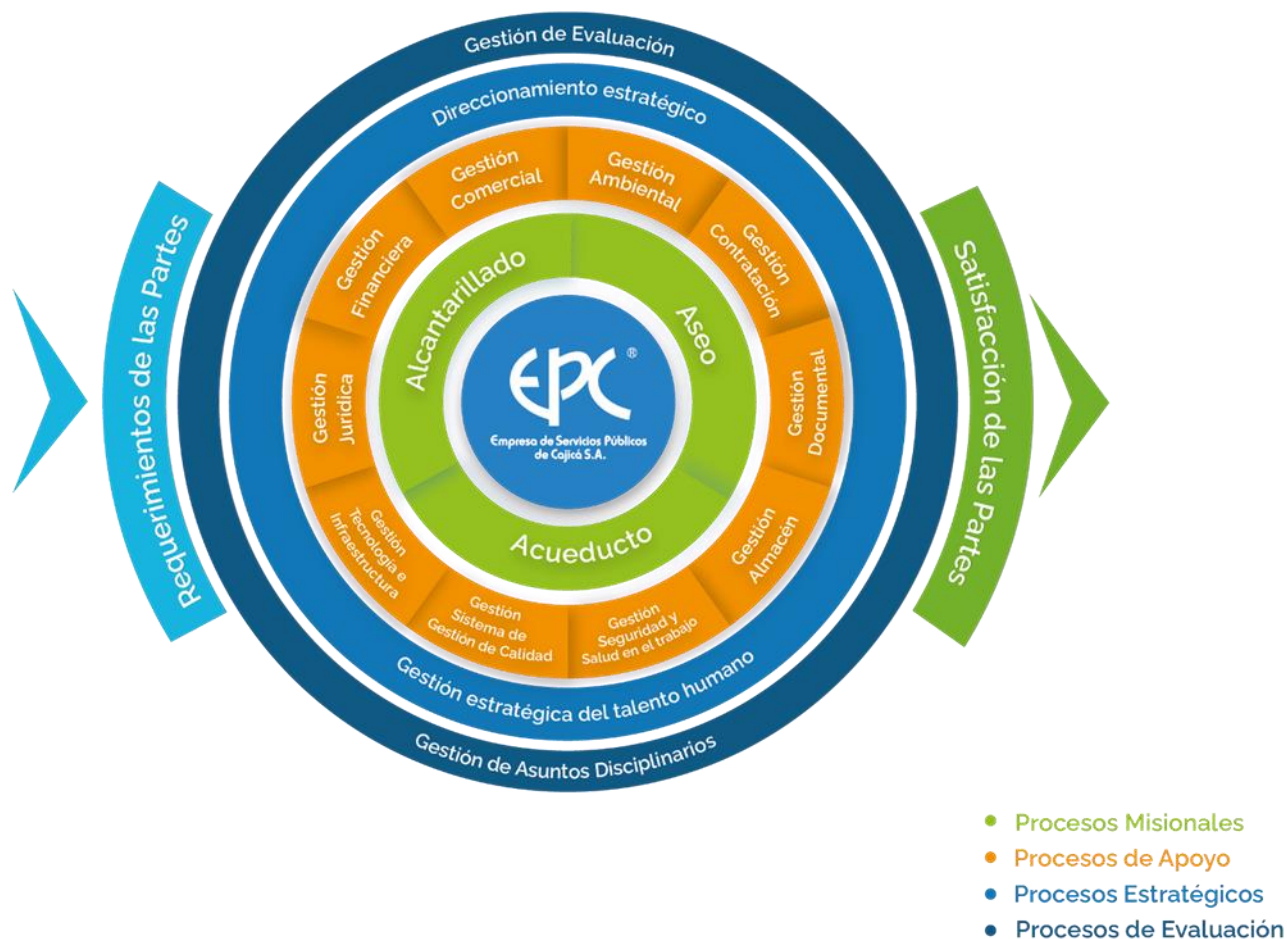 Gestión de Evaluación
Direccionamiento estratégico
Gestión
Comercial
Gestión
Ambiental
Gestión
Financiera
Gestión
Contratación
Gestión
Jurídica
Gestión
Documental
Gestión
Tecnología e
Infraestructura
Gestión
Almacén
Gestión
Sistema de
Gestión de Calidad
Gestión
Seguridad y
Salud en el trabajo
Alcantarillado
Aseo
Acueducto
EPC ®
Empresa de Servicios Públicos
de Cajicá S.A.
Gestión estratégica del talento humano
Gestión de Asuntos Disciplinarios
Requerimientos de las Partes
Satisfacción de las Partes
Procesos Misionales
Procesos de Apoyo
Procesos Estratégicos
Procesos de Evaluación